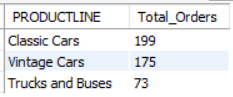 PRODUCTLINE Total_Orders
Classic Cars 199
Vintage Cars 175
Trucks and Buses 73